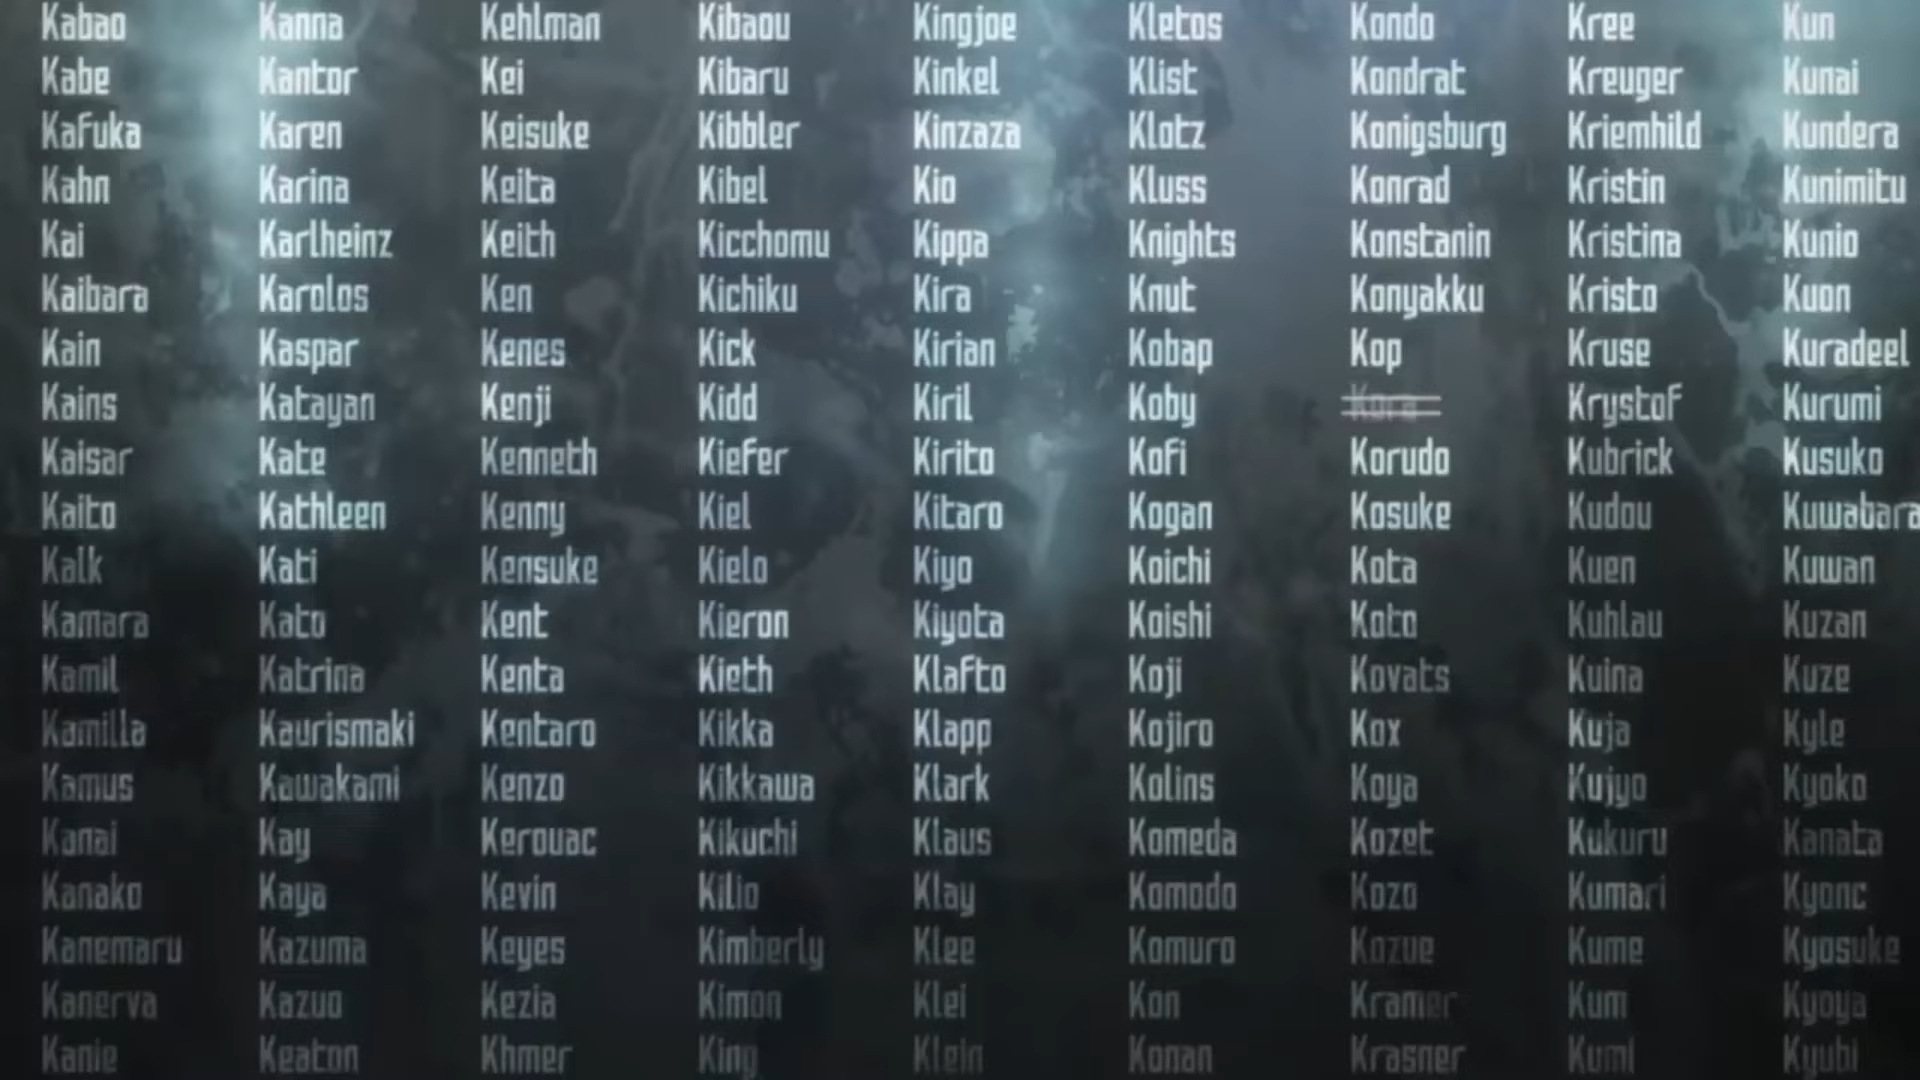 Kabao Kanna Kehlman Kibaou Kingjoe Kletos Kondo Kree Kun
Kabe Kantor Kei Kibaru Kinkel Klist Kondrat Kreuger Kunai
Kafuka Karen Keisuke Kibbler Kinzaza Klotz Konigsburg Kriemhild Kundera
Kahn Karina Keita Kibel Kio Kluss Konrad Kristin Kunimitu
Kai Karlheinz Keith Kicchomu Kippa Knights Konstanin Kristina Kunio
Kaibara Karolos Ken Kichiku Kira Knut Konyakku Kristo Kuon
Kain Kaspar Kenes Kick Kirian Kobap Kop Kruse Kuradeel
Kains Katayan Kenji Kidd Kiril Koby Kora Krystof Kurumi
Kaisar Kate Kenneth Kiefer Kirito Kofi Korudo Kubrick Kusuko
Kaito Kathleen Kenny Kiel Kitaro Kogan Kosuke Kudou Kuwabara
Kalk Kati Kensuke Kielo Kiyo Koichi Kota Kuen Kuwan
Kamara Kato Kent Kieron Kiyota Koishi Koto Kuhlau Kuzan
Kamil Katrina Kenta Kieth Klafto Koji Kovats Kuina Kuze
Kamilla Kaurismaki Kentaro Kikka Klapp Kojiro Kox Kuja Kyle
Kamus Kawakami Kenzo Kikkawa Klark Kolins Koya Kujyo Kyoko
Kanai Kay Kerouac Kikuchi Klaus Komeda Kozet Kukuru Kanata
Kanako Kaya Kevin Kilio Klay Komodo Kozo Kumari Kyonc
Kanemaru Kazuma Keyes Kimberly Klee Komuro Kozue Kume Kyosuke
Kanerva Kazuo Kezia Kimon Klei Kon Kramer Kum Kyoya
Kanie Keaton Khmer King Klein Konan Krasner Kuml Kyubi